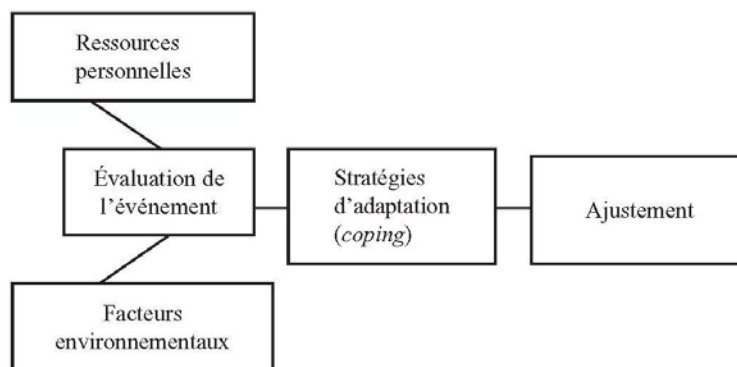 Ressources
personnelles
Évaluation de
l’événement
Stratégies
d’adaptation
(coping)
Ajustement
Facteurs
environnementaux